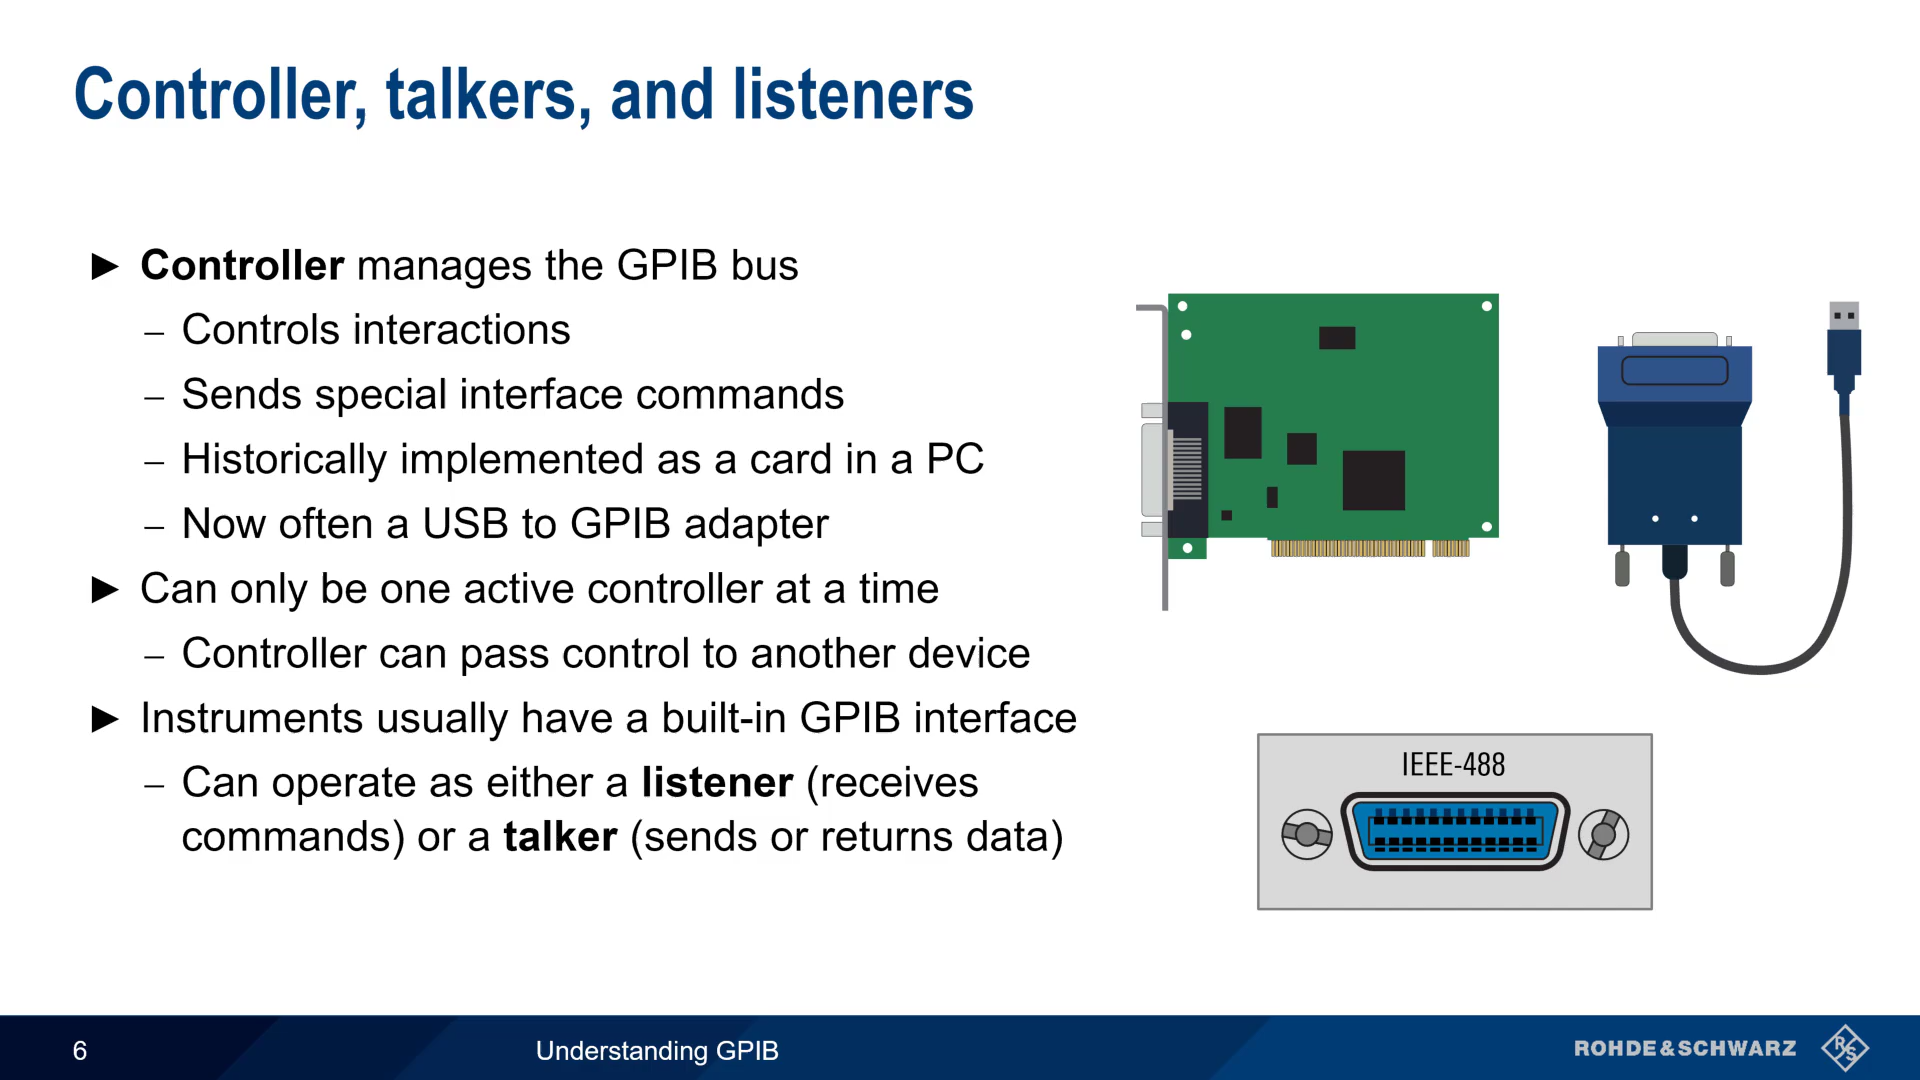 Controller, talkers, and listeners
► Controller manages the GPIB bus
– Controls interactions
– Sends special interface commands
– Historically implemented as a card in a PC
– Now often a USB to GPIB adapter
► Can only be one active controller at a time
– Controller can pass control to another device
► Instruments usually have a built-in GPIB interface
– Can operate as either a listener (receives
commands) or a talker (sends or returns data)
IEEE-488
6
Understanding GPIB
ROHDE & SCHWARZ
R S